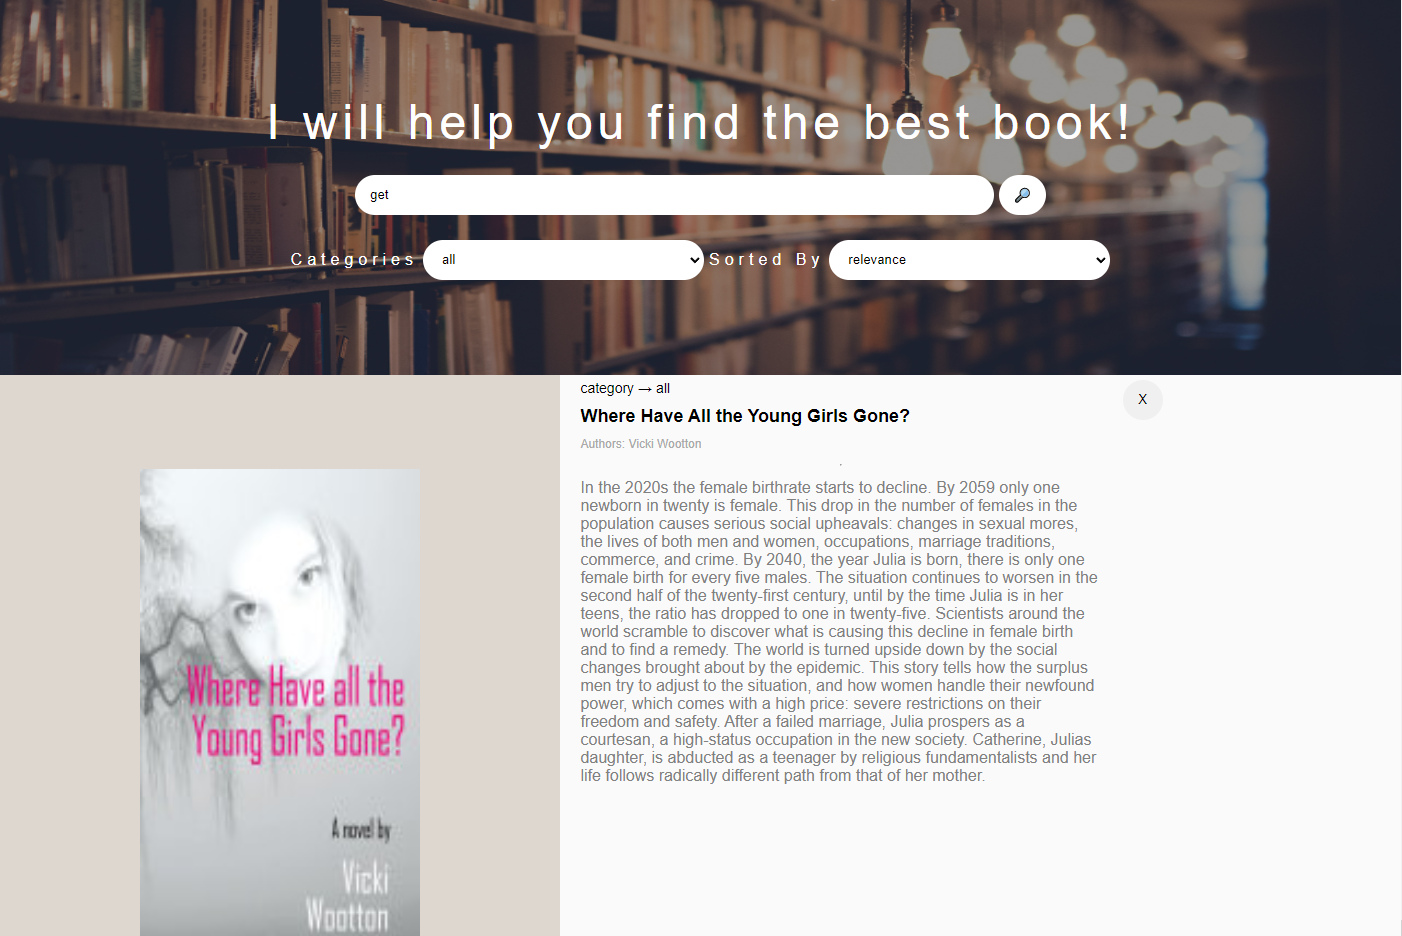 I will help you find the best book!
get
Categories all Sorted By relevance
category → all
X
Where Have All the Young Girls Gone?
Authors: Vicki Wootton
.
In the 2020s the female birthrate starts to decline. By 2059 only one
newborn in twenty is female. This drop in the number of females in the
population causes serious social upheavals: changes in sexual mores,
the lives of both men and women, occupations, marriage traditions,
commerce, and crime. By 2040, the year Julia is born, there is only one
female birth for every five males. The situation continues to worsen in the
second half of the twenty-first century, until by the time Julia is in her
teens, the ratio has dropped to one in twenty-five. Scientists around the
world scramble to discover what is causing this decline in female birth
and to find a remedy. The world is turned upside down by the social
changes brought about by the epidemic. This story tells how the surplus
men try to adjust to the situation, and how women handle their newfound
power, which comes with a high price: severe restrictions on their
freedom and safety. After a failed marriage, Julia prospers as a
courtesan, a high-status occupation in the new society. Catherine, Julias
daughter, is abducted as a teenager by religious fundamentalists and her
life follows radically different path from that of her mother.
Where Have all the
Young Girls Gone?
A novel by
Vicki
Wootton